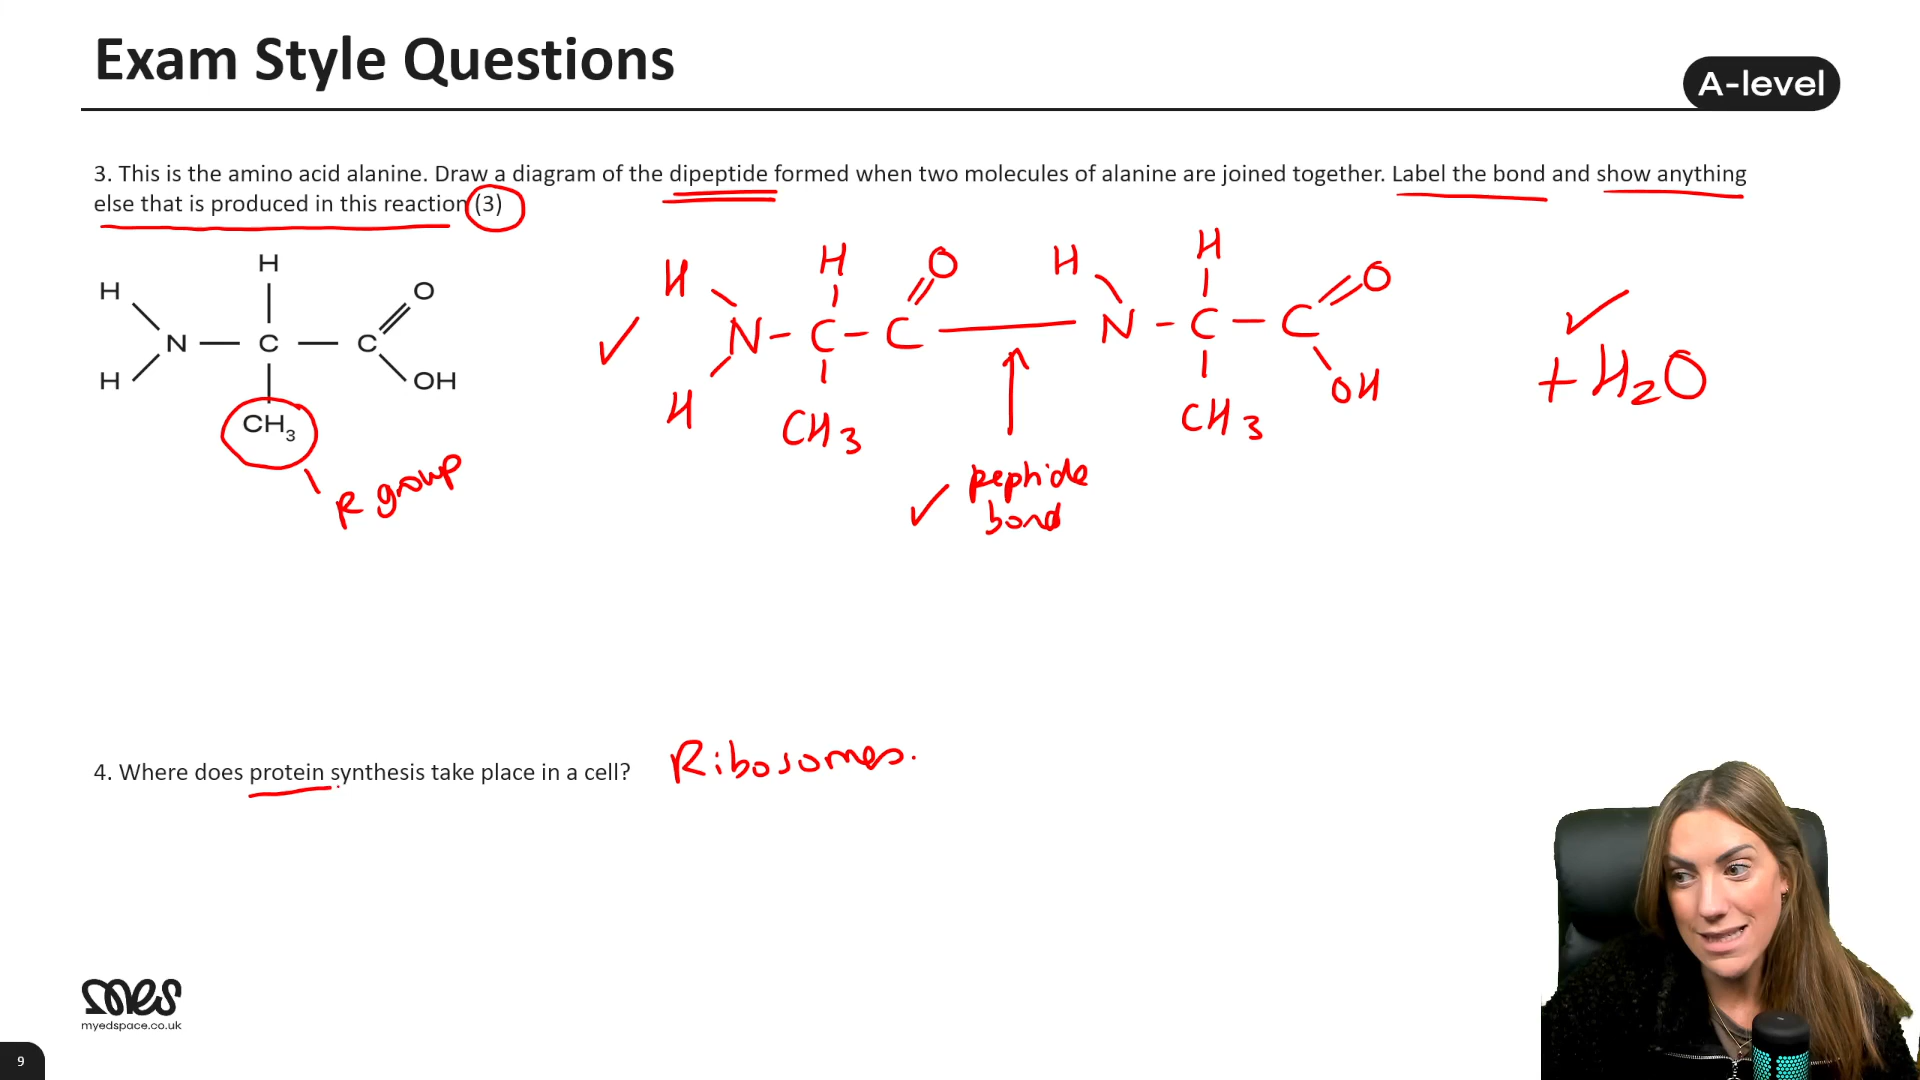 Exam Style Questions
A-level
3. This is the amino acid alanine. Draw a diagram of the dipeptide formed when two molecules of alanine are joined together. Label the bond and show anything
else that is produced in this reaction (3)
H
H
O
N
C
C
H
OH
CH₃
R group
H
H
O
H
H
O
N-C-C
N-C-C
H
CH₃
CH₃
OH
peptide
bond
+ H₂O
4. Where does protein synthesis take place in a cell?
Ribosomes.
mes
myedspace.co.uk
9